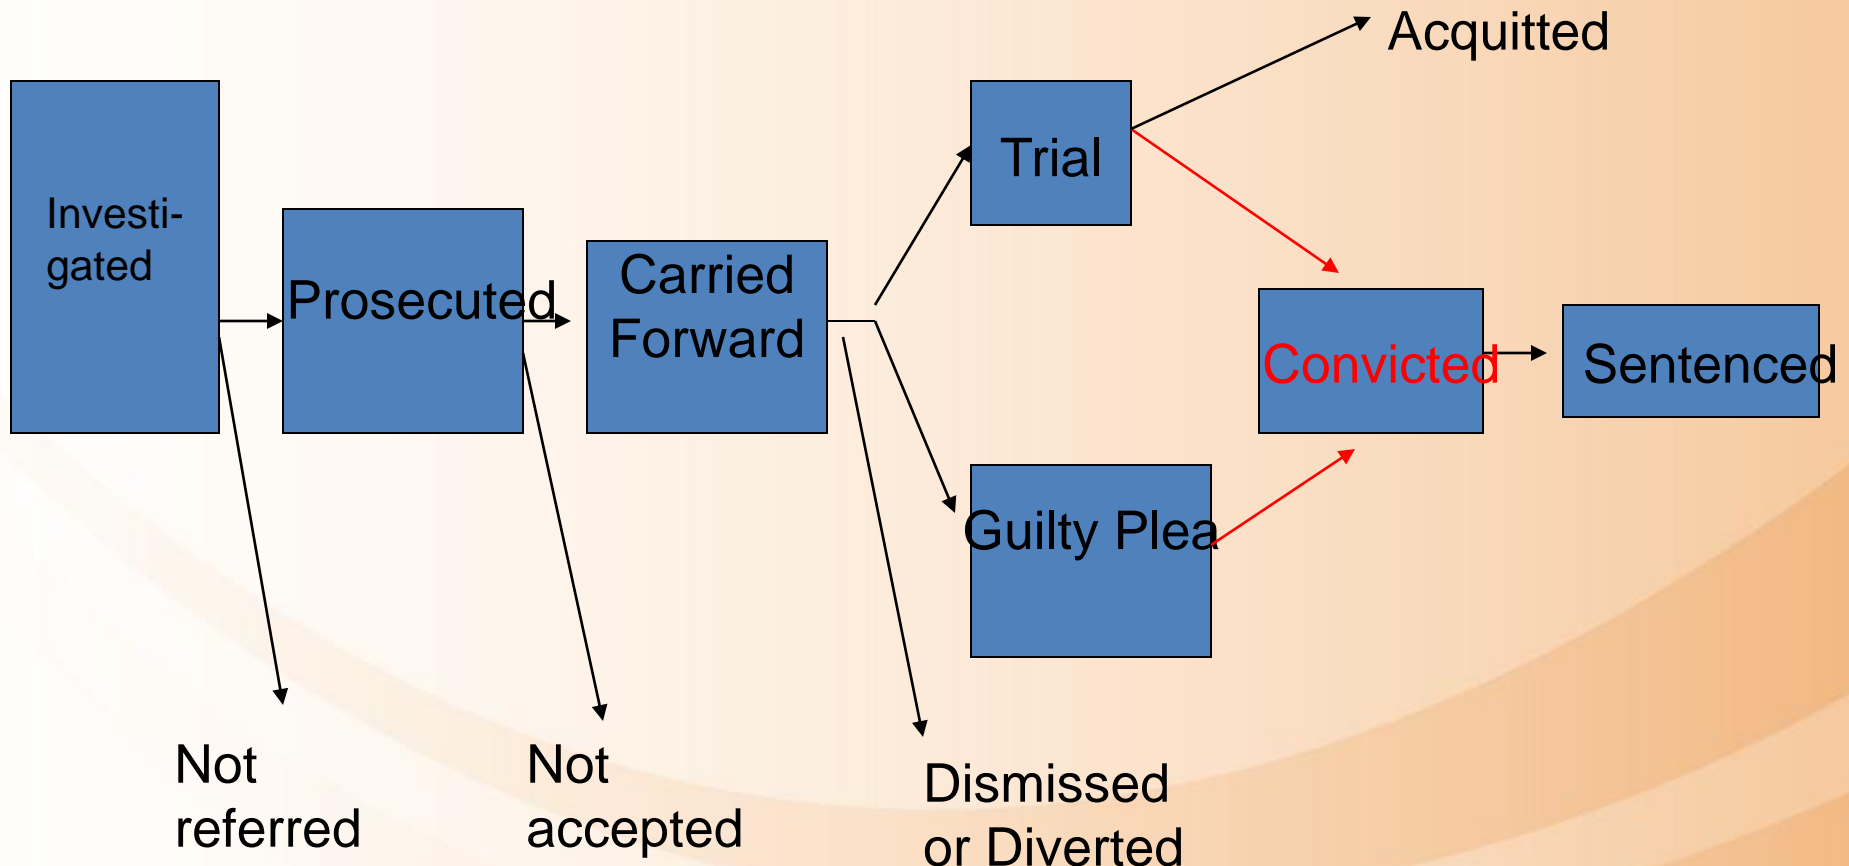 Acquitted
Trial
Investi-
gated
Prosecuted
Carried
Forward
Convicted
Sentenced
Guilty Plea
Not
referred
Not
accepted
Dismissed
or Diverted